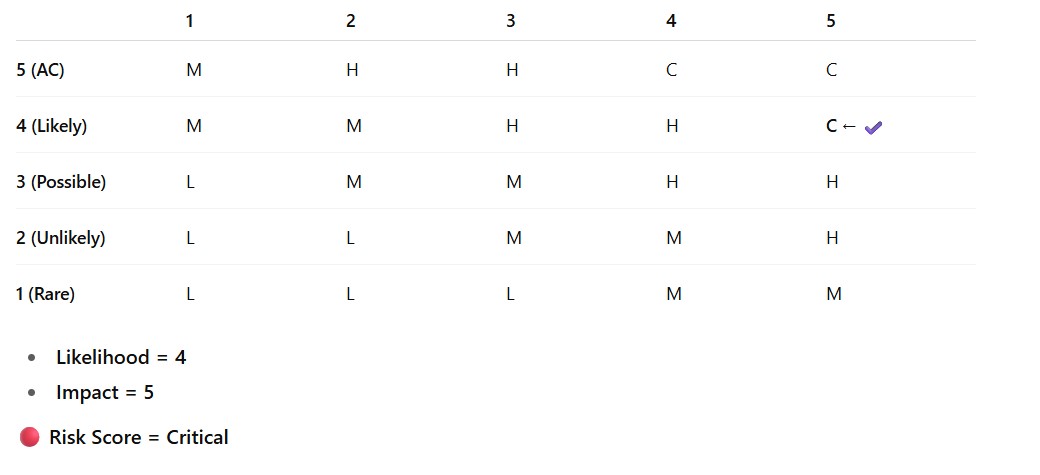 1 2 3 4 5
5 (AC) M H H C C
4 (Likely) M M H H C ← ✔
3 (Possible) L M M H H
2 (Unlikely) L L M M H
1 (Rare) L L L M M
• Likelihood = 4
• Impact = 5
🔴 Risk Score = Critical